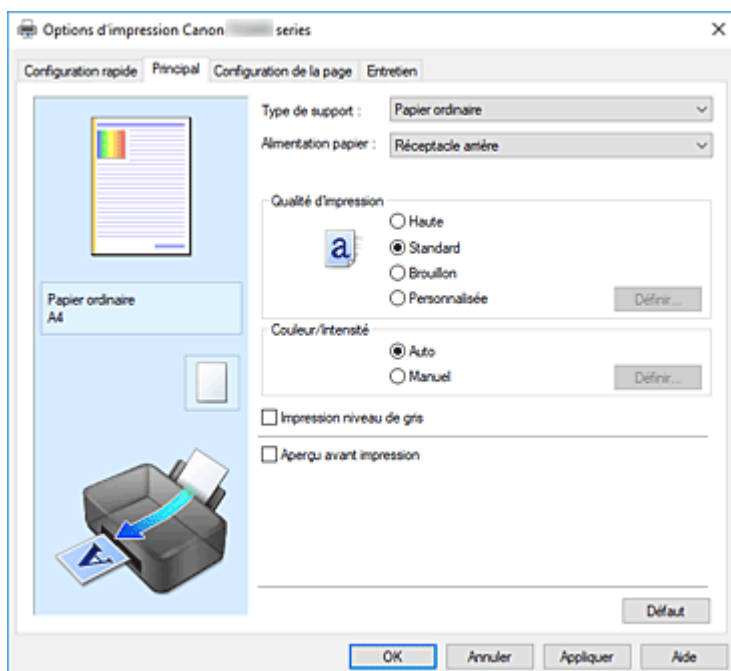 Options d'impression Canon series
Configuration rapide Principal Configuration de la page Entretien
Type de support : Papier ordinaire
Alimentation papier : Réceptacle arrière
Qualité d'impression
Haute
a Standard
Brouillon
Personnalisée Définir...
Papier ordinaire
A4
Couleur/Intensité
Auto
Manuel Définir...
Impression niveau de gris
Aperçu avant impression
A
Défaut
OK Annuler Appliquer Aide